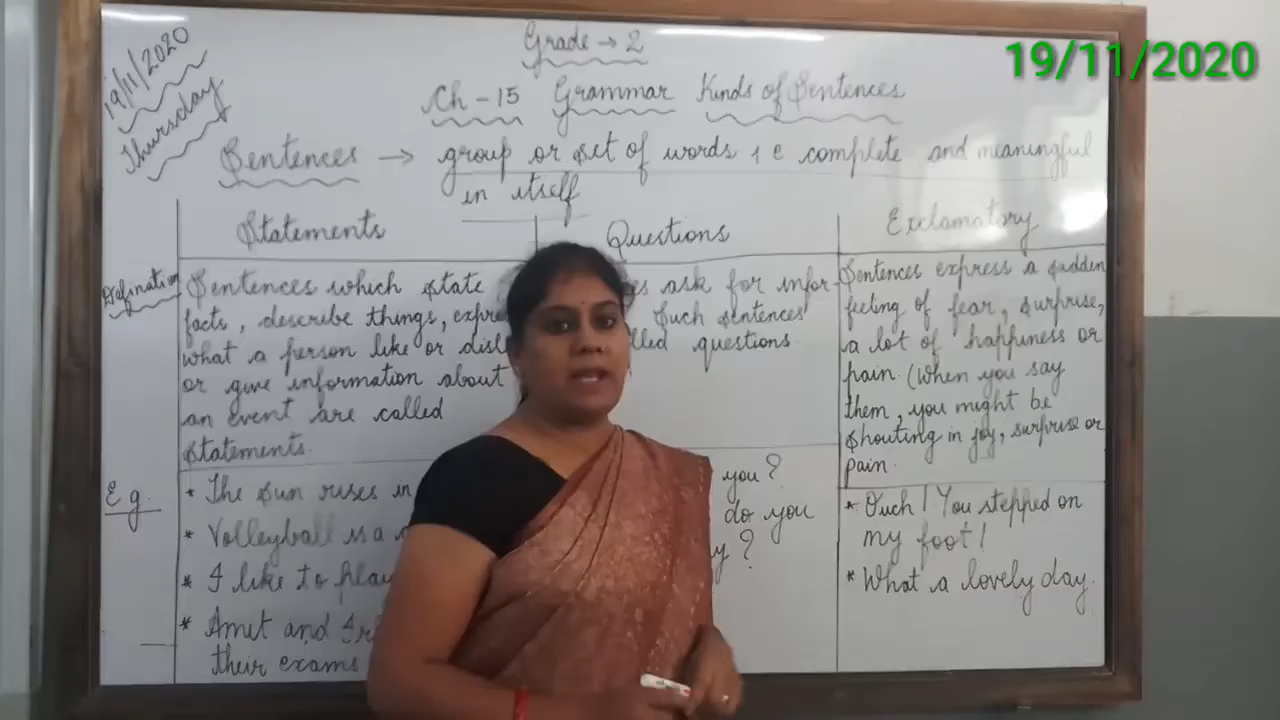 19/11/2020
19/11/2020
Thursday
Grade → 2
Ch - 15 Grammar Kinds of Sentences
Sentences → group or set of words i e complete and meaningful
in itself
Statements
Questions
Exclamatory
Defination
Sentences which state
facts, describe things, expre
what a person like or disl
or give information about
an event are called
statements.
es ask for infor-
Such sentences
lled questions.
Sentences express a sudden
feeling of fear, surprise,
a lot of happiness or
pain. (When you say
them, you might be
shouting in joy, surprise or
pain.
Eg.
* The Sun rises in
* Volleyball is a
* I like to play
* Amit and
their exams
you?
do you
y?
* Ouch! You stepped on
my foot!
* What a lovely day.